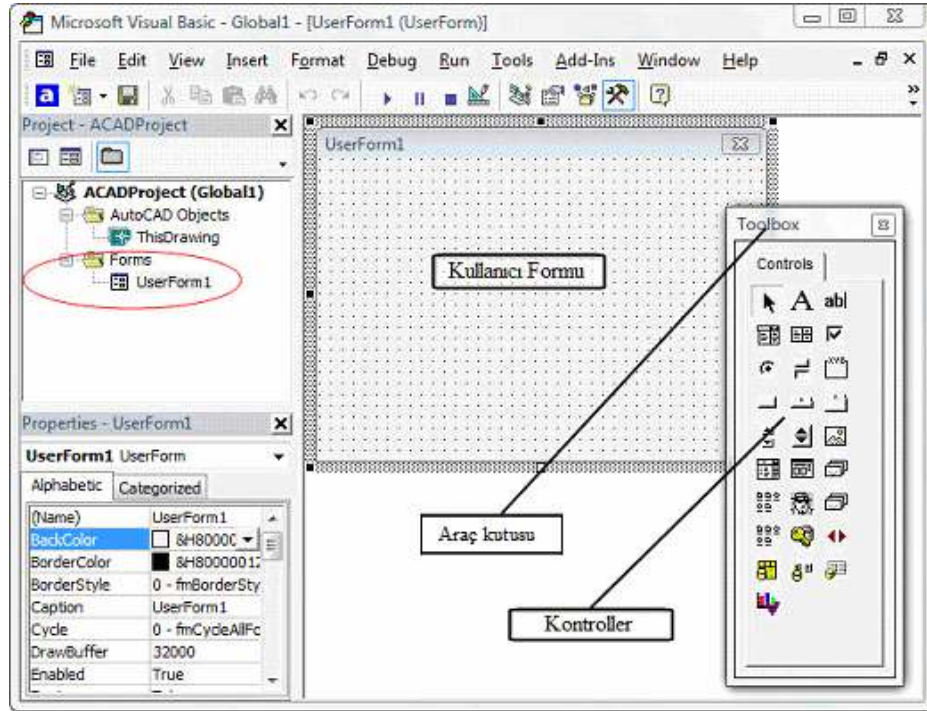 Microsoft Visual Basic - Global1 - [UserForm1 (UserForm)]
File Edit View Insert Format Debug Run Tools Add-Ins Window Help
Project - ACADProject
ACADProject (Global1)
AutoCAD Objects
ThisDrawing
Forms
UserForm1
UserForm1
Kullanıcı Formu
Toolbox
Controls
A abl
XYZ
Araç kutusu
Kontroller
Properties - UserForm1
UserForm1 UserForm
Alphabetic Categorized
(Name) UserForm1
BackColor &H80000
BorderColor &H80000012
BorderStyle 0 - fmBorderSty
Caption UserForm1
Cycle 0 - fmCycleAllFo
DrawBuffer 32000
Enabled True